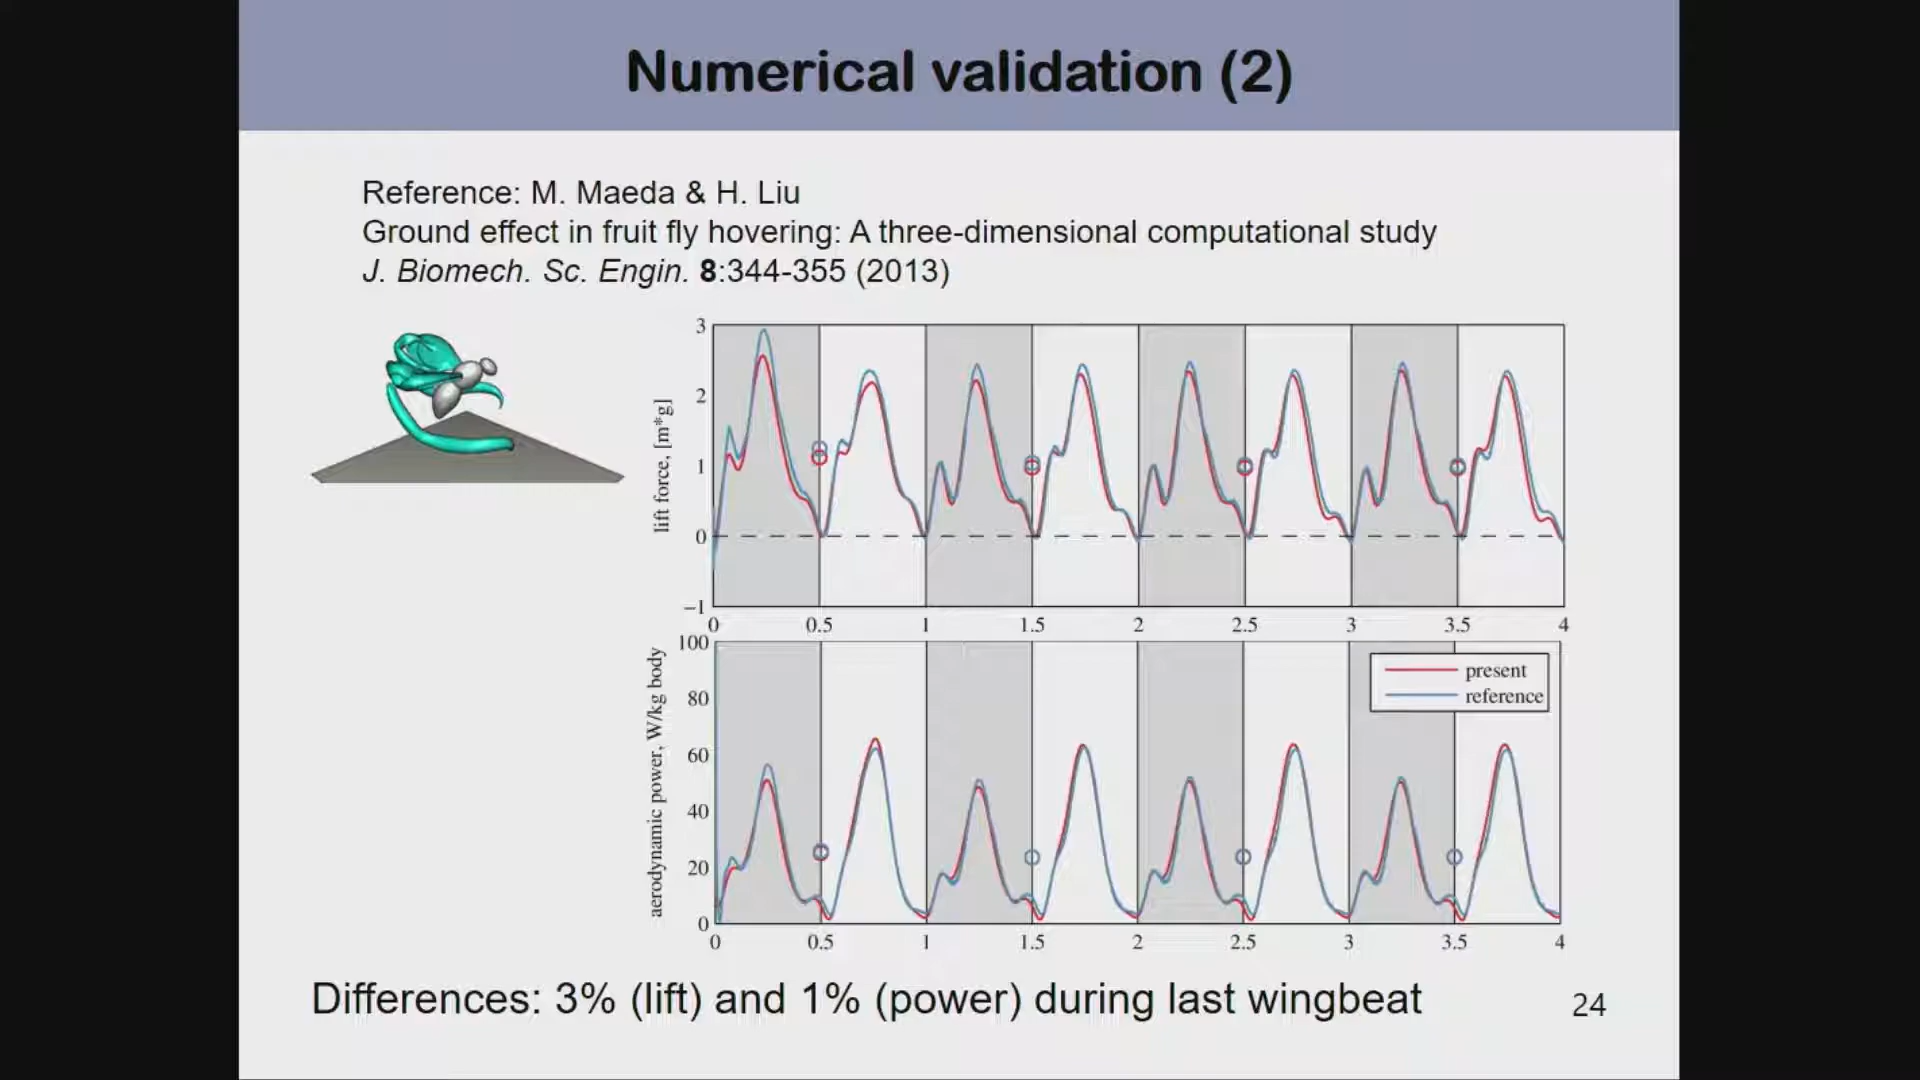 Numerical validation (2)
Reference: M. Maeda & H. Liu
Ground effect in fruit fly hovering: A three-dimensional computational study
J. Biomech. Sc. Engin. 8:344-355 (2013)
lift force, [m*g]
3
2
1
0
−1
0 0.5 1 1.5 2 2.5 3 3.5 4
aerodynamic power, W/kg body
100
80
60
40
20
0
present
reference
0 0.5 1 1.5 2 2.5 3 3.5 4
Differences: 3% (lift) and 1% (power) during last wingbeat
24